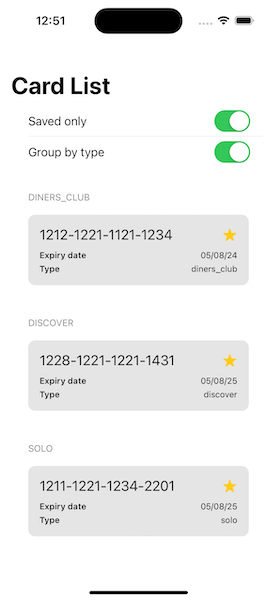 12:51
Card List
Saved only
Group by type
DINERS_CLUB
1212-1221-1121-1234
Expiry date 05/08/24
Type diners_club
DISCOVER
1228-1221-1221-1431
Expiry date 05/08/25
Type discover
SOLO
1211-1221-1234-2201
Expiry date 05/08/25
Type solo